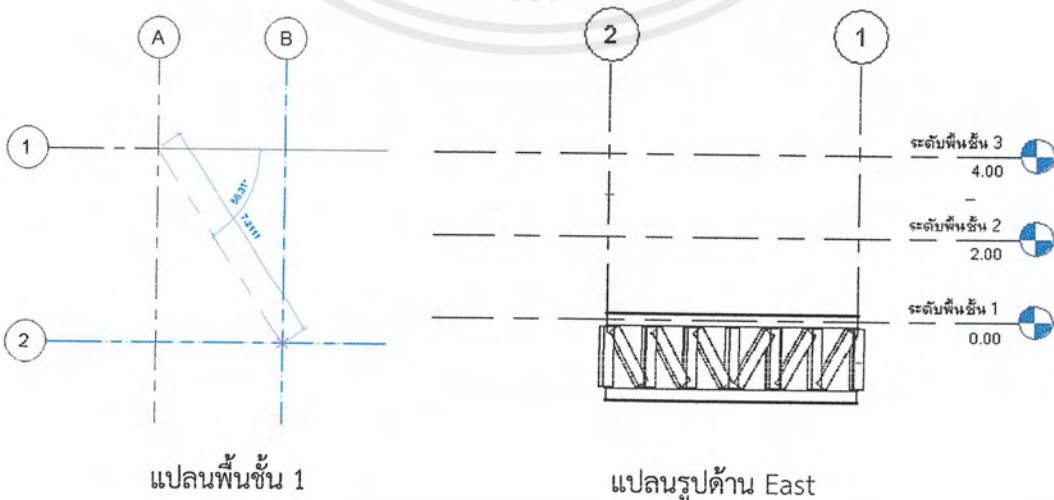 A
B
1
2
56.31°
7.2111
แปลนพื้นชั้น 1
2
1
ระดับพื้นชั้น 3
4.00
ระดับพื้นชั้น 2
2.00
ระดับพื้นชั้น 1
0.00
แปลนรูปด้าน East